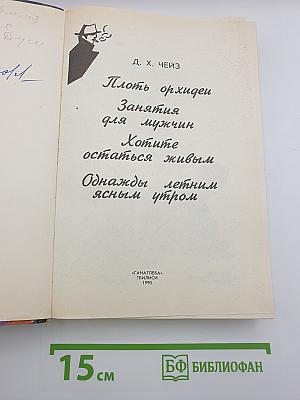 Д. Х. ЧЕЙЗ
Плоть орхидеи
Занятия
для мужчин
Хотите
остаться живым
Однажды летним
ясным утром
«ГАНАТЛЕБА»
ТБИЛИСИ
1990
15 см
БФ БИБЛИОФАН